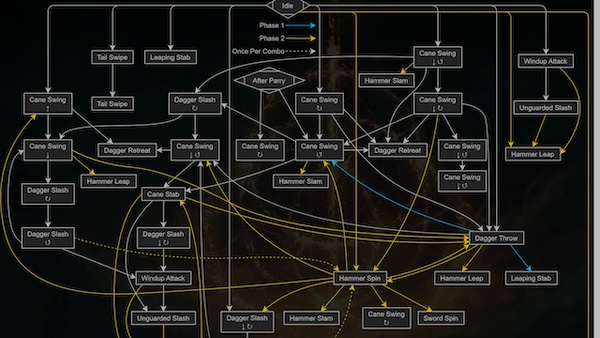 Idle
Phase 1
Phase 2
Once Per Combo
Cane Swing
↓ ↺
Tail Swipe
Leaping Stab
Windup Attack
Hammer Slam
After Parry
Cane Swing
↑
Tail Swipe
Dagger Slash
↻
Cane Swing
↻
Cane Swing
↓ ↻
Unguarded Slash
Cane Swing
↓
Dagger Retreat
Cane Swing
↓ ↺
Cane Swing
↻
Cane Swing
↺
Dagger Retreat
Cane Swing
↓ ↺
Hammer Leap
Hammer Leap
Hammer Slam
Cane Swing
↓ ↺
Dagger Slash
↓ ↻
Cane Stab
Dagger Slash
↺
Dagger Slash
↓ ↻
Dagger Throw
Windup Attack
Hammer Spin
Hammer Leap
Leaping Stab
Unguarded Slash
Dagger Slash
↓ ↻
Hammer Slam
Cane Swing
↻
Sword Spin